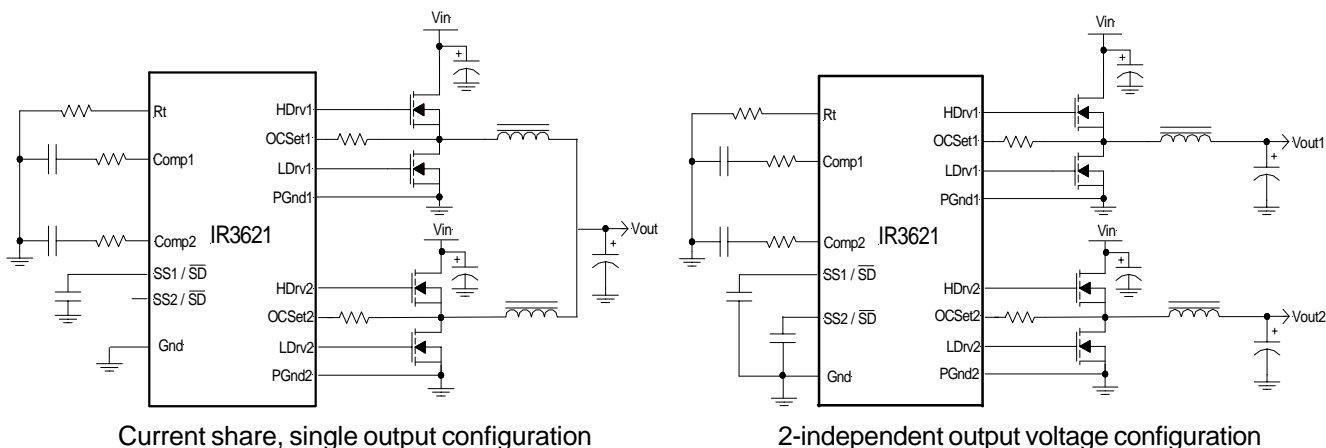 Vin
+
Rt
HDrv1
OCSet1
Comp1
LDrv1
PGnd1
Comp2
IR3621
Vin
+
Vout
+
SS1 / SD
SS2 / SD
HDrv2
OCSet2
Gnd
LDrv2
PGnd2
Current share, single output configuration
Vin
+
Rt
HDrv1
OCSet1
Vout1
+
Comp1
LDrv1
PGnd1
Comp2
IR3621
Vin
+
SS1 / SD
HDrv2
SS2 / SD
OCSet2
Vout2
+
LDrv2
Gnd
PGnd2
2-independent output voltage configuration